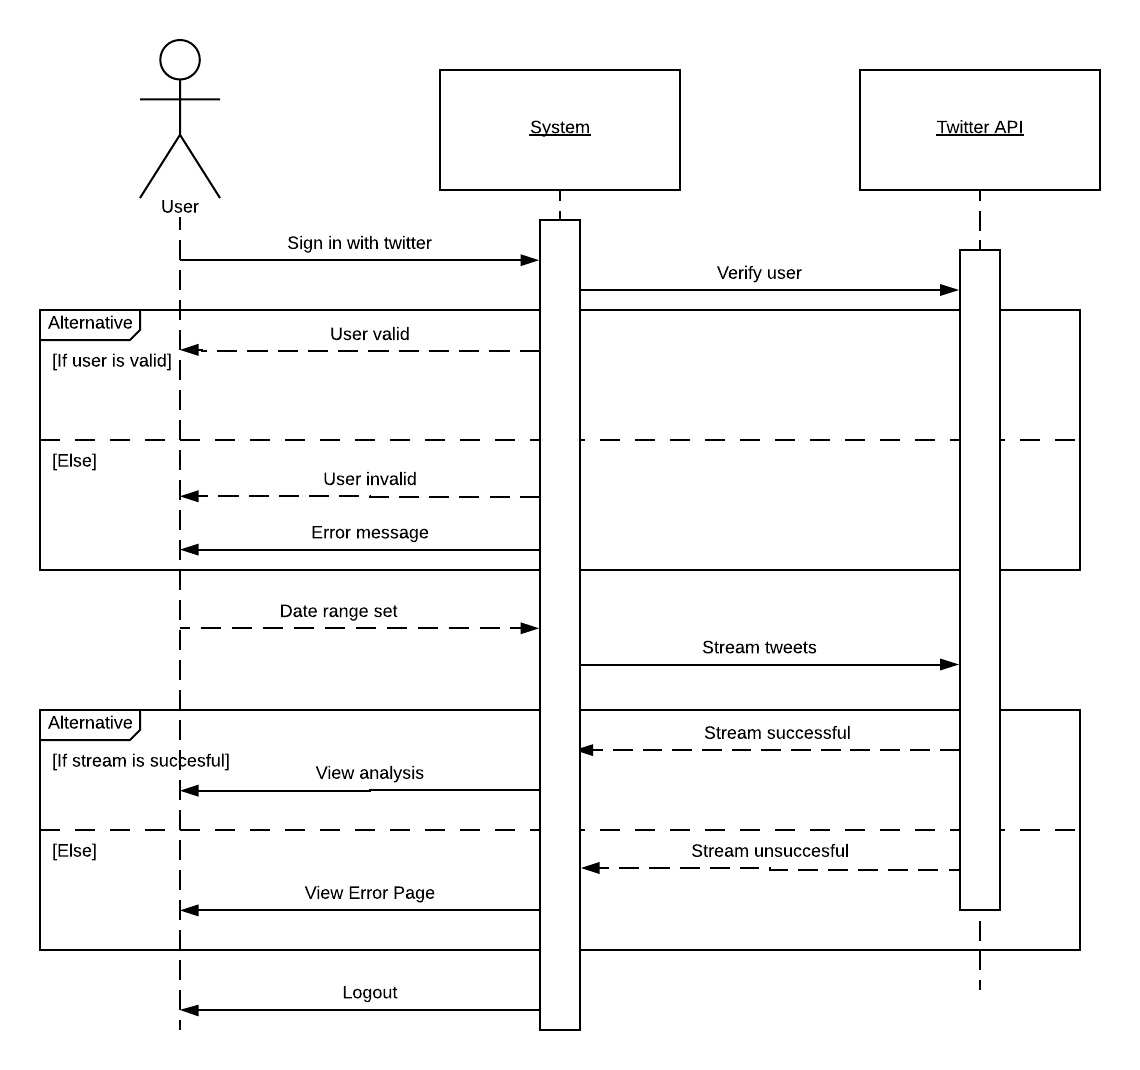 System
Twitter API
User
Sign in with twitter
Verify user
Alternative
User valid
[If user is valid]
[Else]
User invalid
Error message
Date range set
Stream tweets
Alternative
Stream successful
[If stream is succesful]
View analysis
[Else]
Stream unsuccesful
View Error Page
Logout